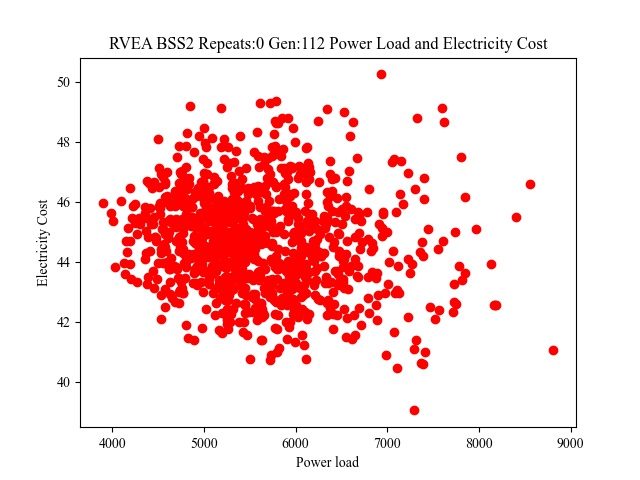 RVEA BSS2 Repeats:0 Gen:112 Power Load and Electricity Cost
50
48
46
44
42
40
Electricity Cost
4000 5000 6000 7000 8000 9000
Power load